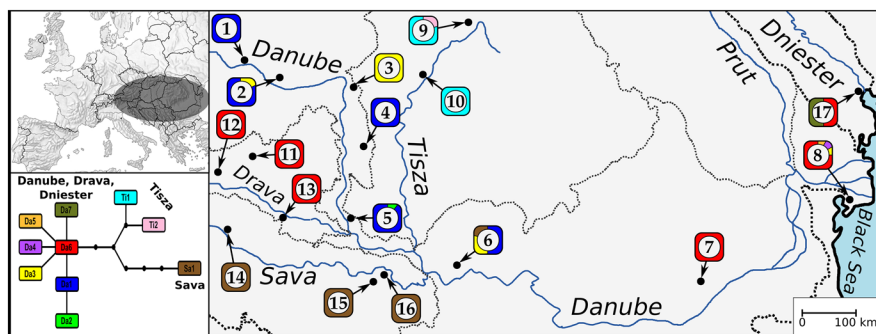 1
Danube
2
3
4
9
10
Tisza
Prut
Dniester
17
8
12
11
Drava
13
5
6
7
14
Sava
15
16
Danube
Black Sea
0 100 km
Danube, Drava,
Dniester
Tisza
Da7
Ti1
Da5
Ti2
Da4
Da6
Da3
Sa1
Sava
Da2